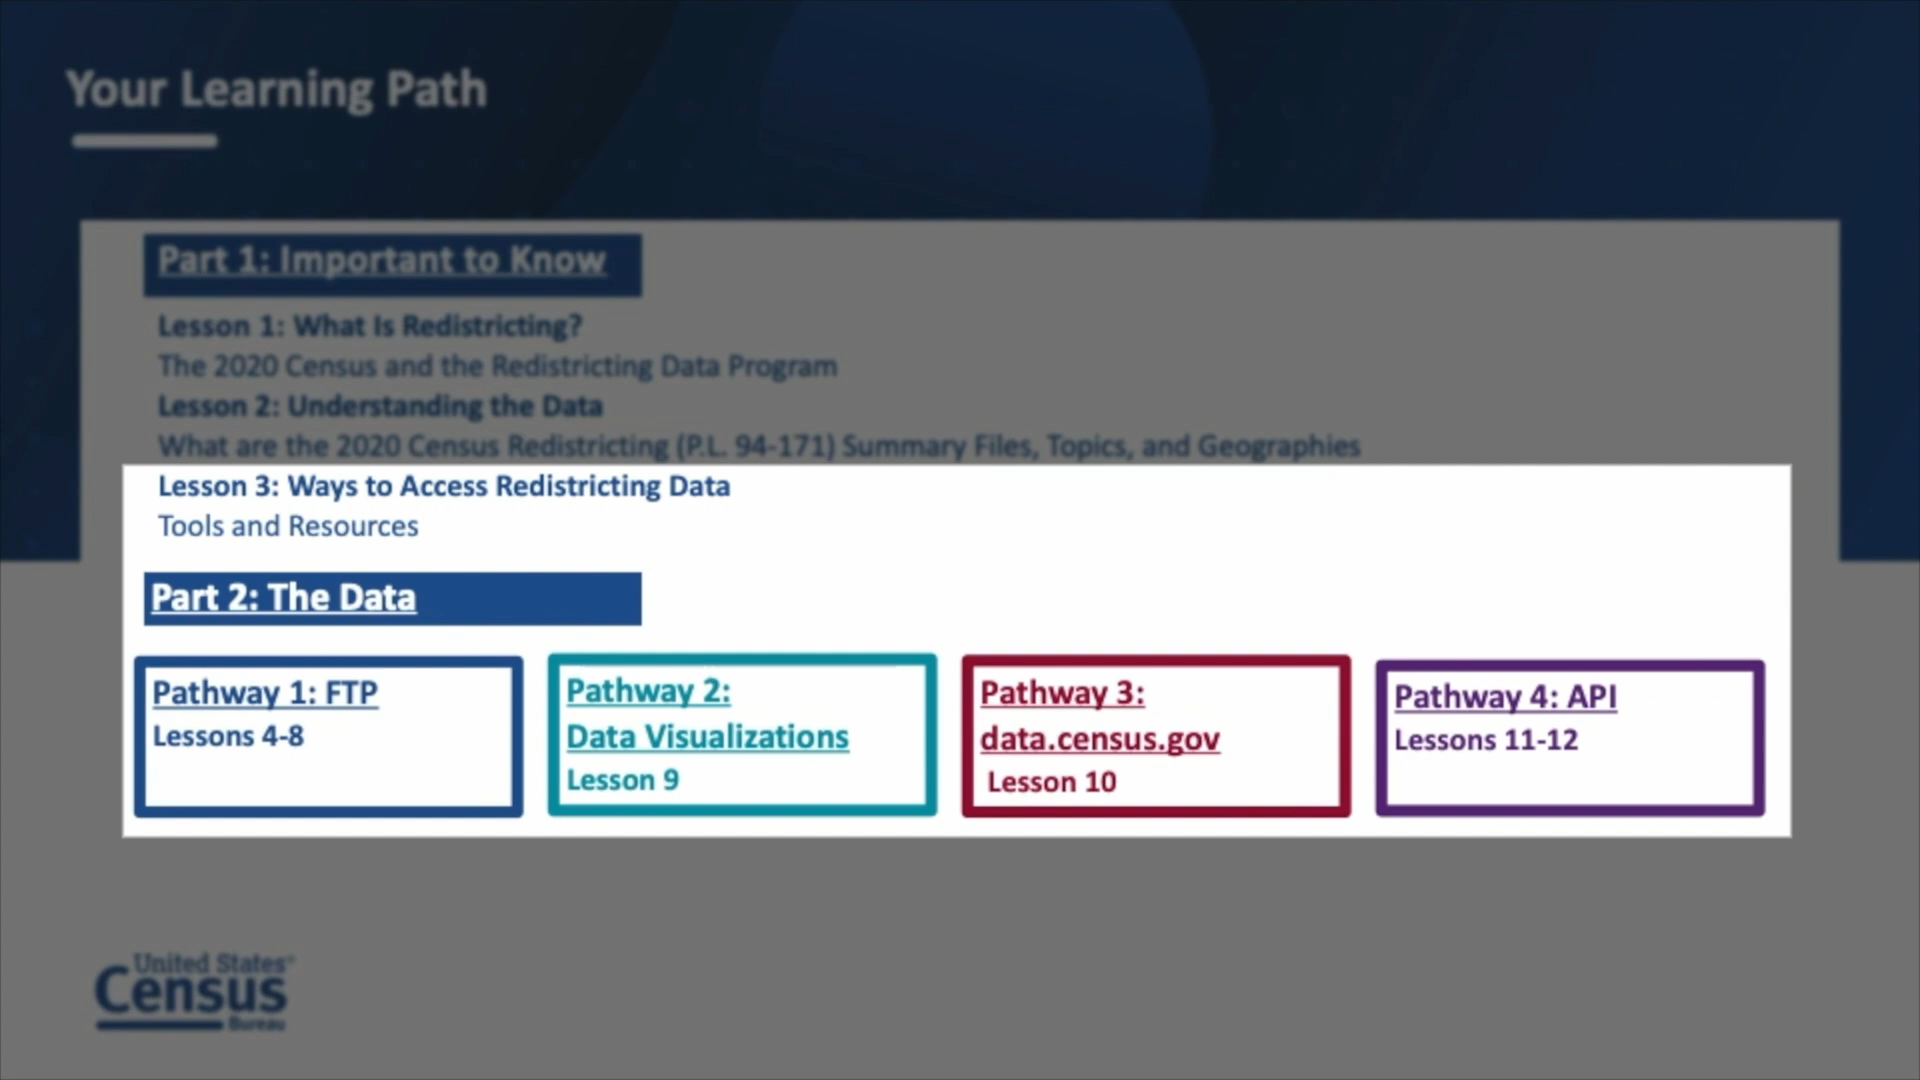 Your Learning Path
Part 1: Important to Know
Lesson 1: What Is Redistricting?
The 2020 Census and the Redistricting Data Program
Lesson 2: Understanding the Data
What are the 2020 Census Redistricting (P.L. 94-171) Summary Files, Topics, and Geographies
Lesson 3: Ways to Access Redistricting Data
Tools and Resources
Part 2: The Data
Pathway 1: FTP
Lessons 4-8
Pathway 2:
Data Visualizations
Lesson 9
Pathway 3:
data.census.gov
Lesson 10
Pathway 4: API
Lessons 11-12
United States®
Census
Bureau